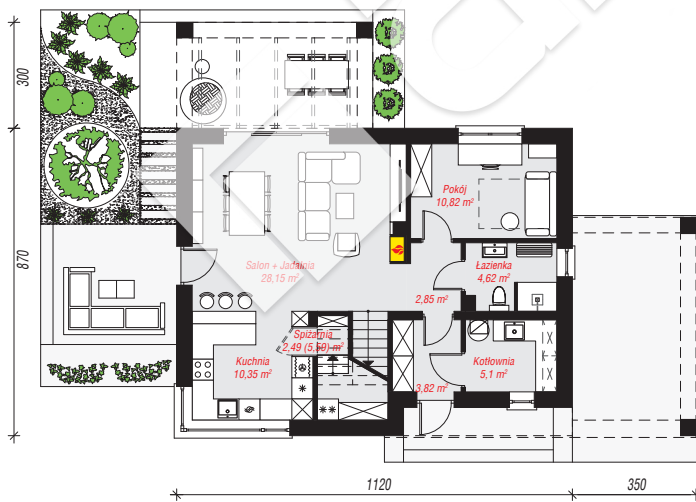 300
870
Pokój
10,82 m²
Salon + Jadalnia
28,15 m²
Łazienka
4,62 m²
2,85 m²
Spiżarnia
2,49 (5,59) m²
Kuchnia
10,35 m²
Kotłownia
5,1 m²
3,82 m²
1120
350